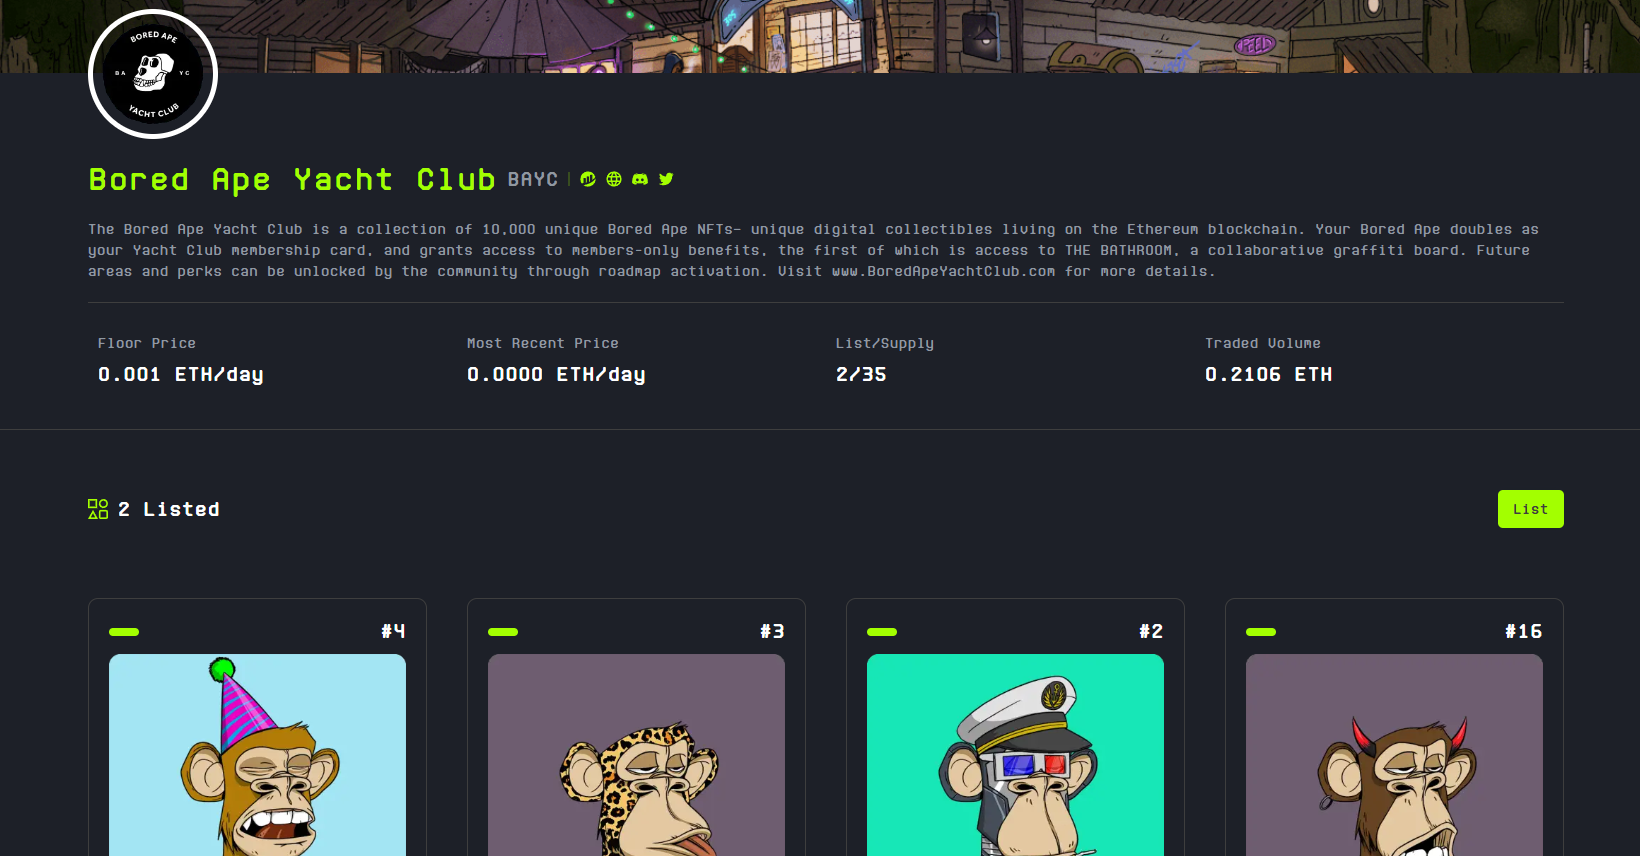 BORED APE
BA YC
YACHT CLUB
Bored Ape Yacht Club BAYC
The Bored Ape Yacht Club is a collection of 10,000 unique Bored Ape NFTs– unique digital collectibles living on the Ethereum blockchain. Your Bored Ape doubles as
your Yacht Club membership card, and grants access to members-only benefits, the first of which is access to THE BATHROOM, a collaborative graffiti board. Future
areas and perks can be unlocked by the community through roadmap activation. Visit www.BoredApeYachtClub.com for more details.
Floor Price Most Recent Price List/Supply Traded Volume
0.001 ETH/day 0.0000 ETH/day 2/35 0.2106 ETH
2 Listed List
#4 #3 #2 #16